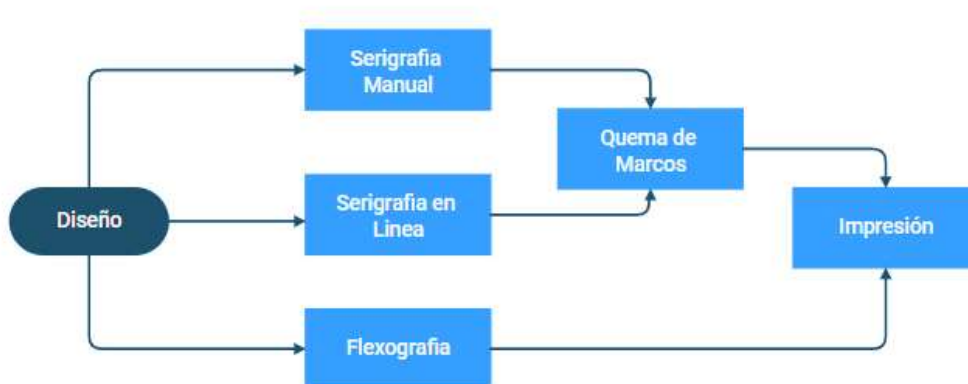 Serigrafia
Manual
Quema de
Marcos
Diseño
Serigrafia en
Linea
Impresión
Flexografia